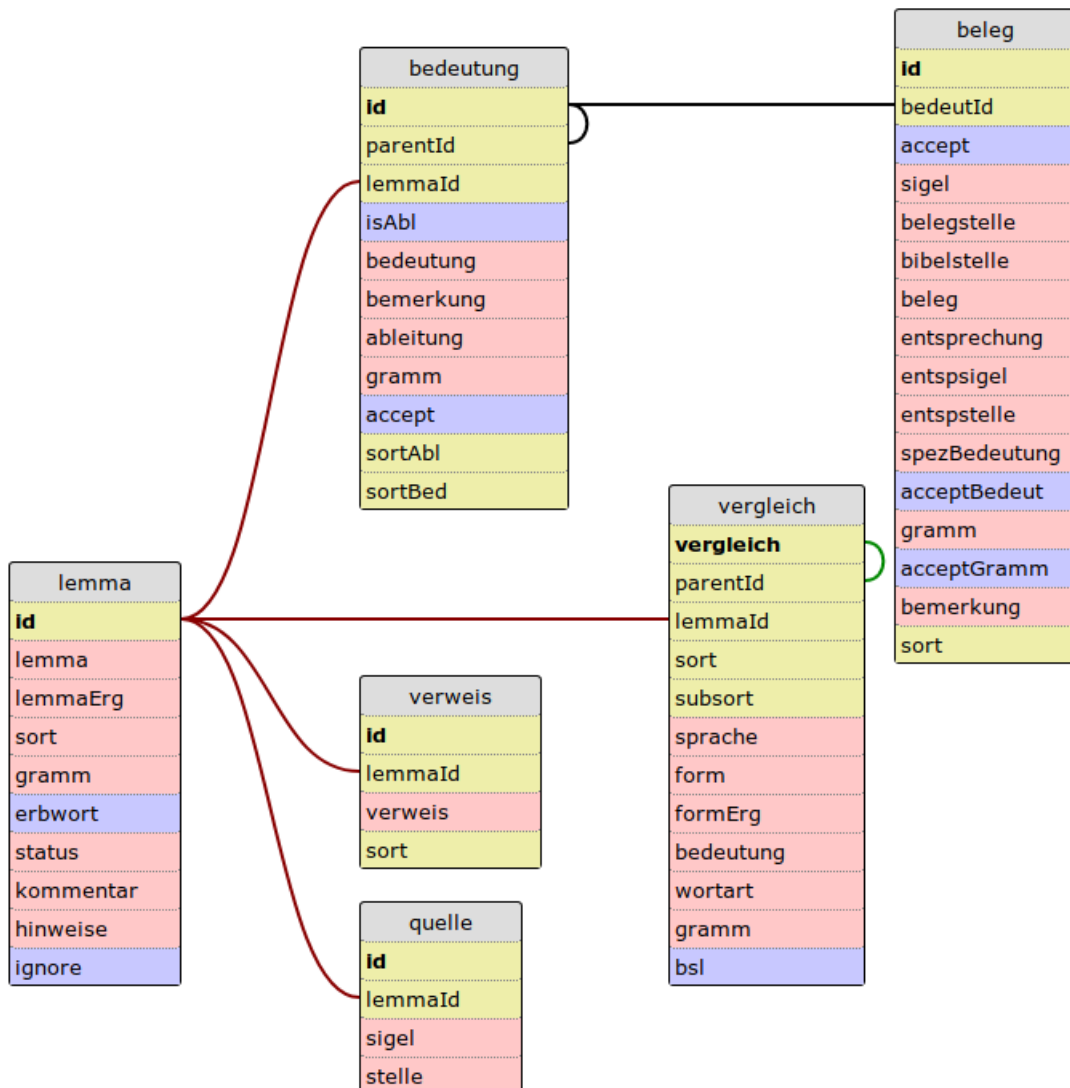 beleg
id
bedeutId
accept
sigel
belegstelle
bibelstelle
beleg
entsprechung
entspsigel
entspstelle
spezBedeutung
acceptBedeut
gramm
acceptGramm
bemerkung
sort
bedeutung
id
parentId
lemmaId
isAbl
bedeutung
bemerkung
ableitung
gramm
accept
sortAbl
sortBed
vergleich
vergleich
parentId
lemmaId
sort
subsort
sprache
form
formErg
bedeutung
wortart
gramm
bsl
lemma
id
lemma
lemmaErg
sort
gramm
erbwort
status
kommentar
hinweise
ignore
verweis
id
lemmaId
verweis
sort
quelle
id
lemmaId
sigel
stelle